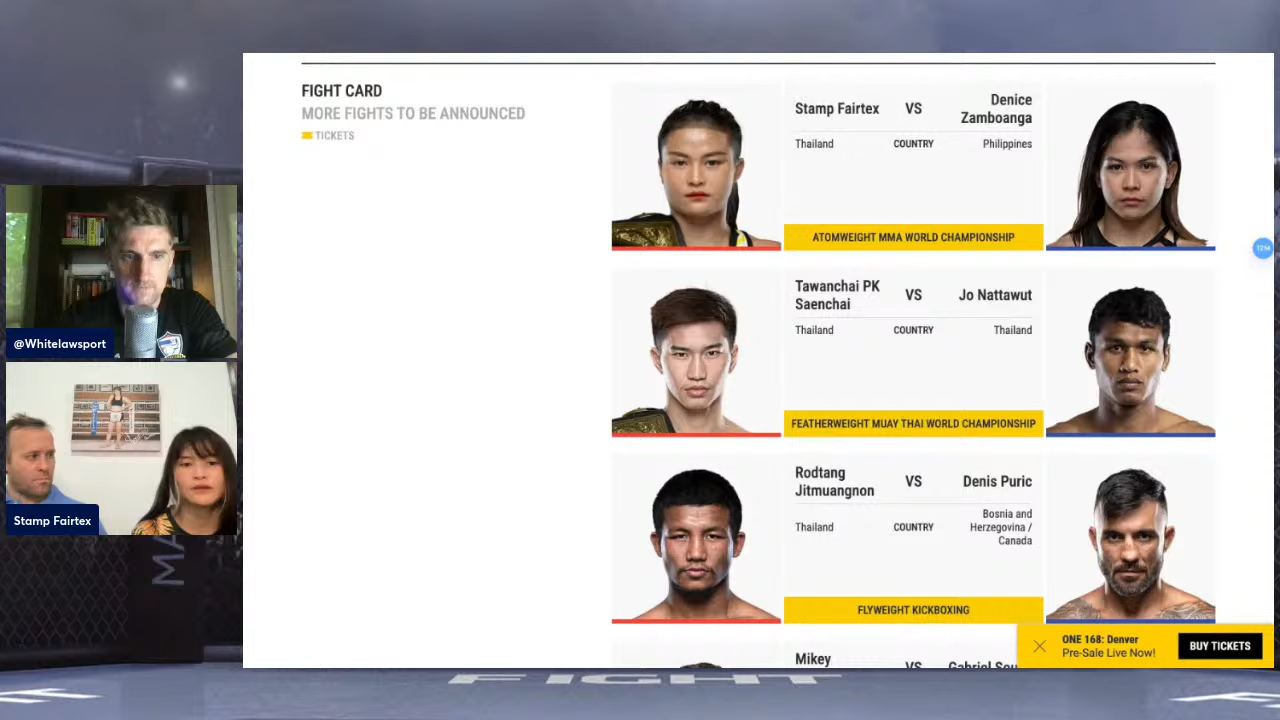 FIGHT CARD
MORE FIGHTS TO BE ANNOUNCED
TICKETS
Stamp Fairtex VS Denice Zamboanga
Thailand COUNTRY Philippines
ATOMWEIGHT MMA WORLD CHAMPIONSHIP
Tawanchai PK Saenchai VS Jo Nattawut
Thailand COUNTRY Thailand
FEATHERWEIGHT MUAY THAI WORLD CHAMPIONSHIP
Rodtang Jitmuangnon VS Denis Puric
Thailand COUNTRY Bosnia and Herzegovina / Canada
FLYWEIGHT KICKBOXING
Mikey VS Gabriel
ONE 168: Denver
Pre-Sale Live Now!
BUY TICKETS
@Whitelawsport
Stamp Fairtex
FIGHT